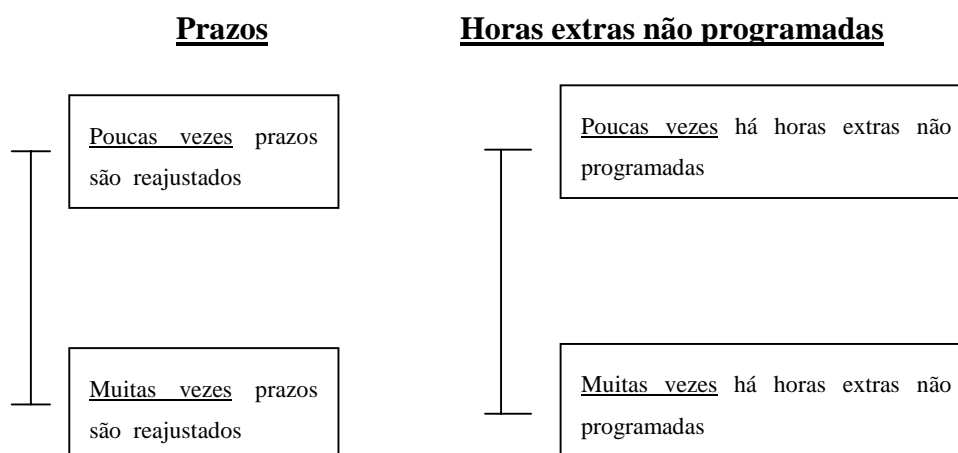 Prazos
Horas extras não programadas
Poucas vezes prazos
são reajustados
Poucas vezes há horas extras não
programadas
Muitas vezes prazos
são reajustados
Muitas vezes há horas extras não
programadas